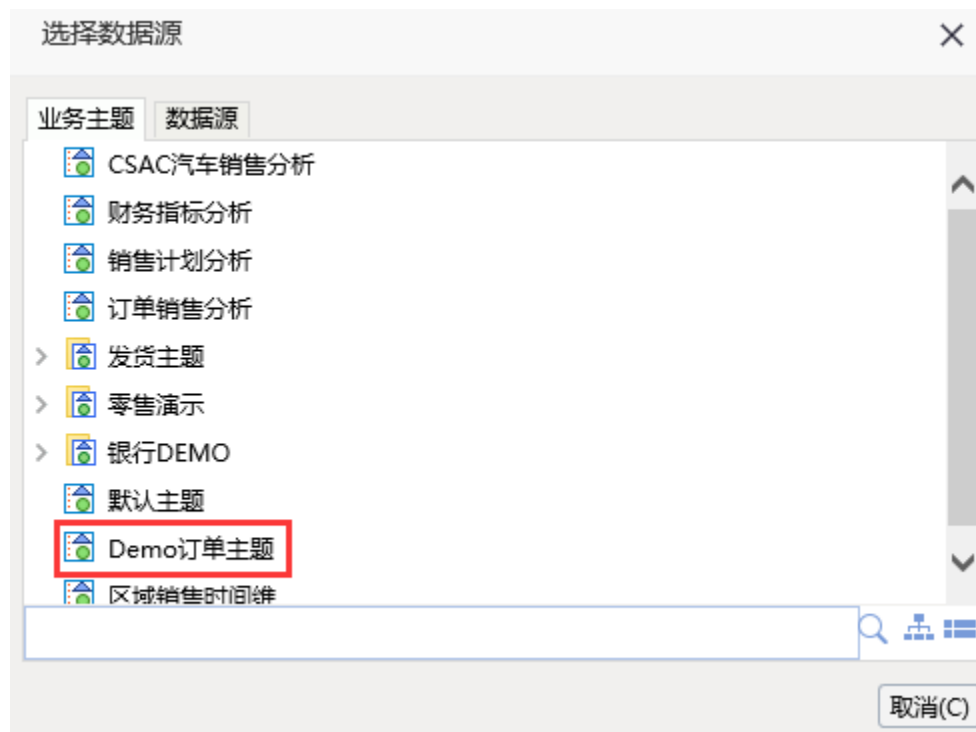 选择数据源
业务主题 数据源
CSAC汽车销售分析
财务指标分析
销售计划分析
订单销售分析
发货主题
零售演示
银行DEMO
默认主题
Demo订单主题
区域销售时间维
取消(C)